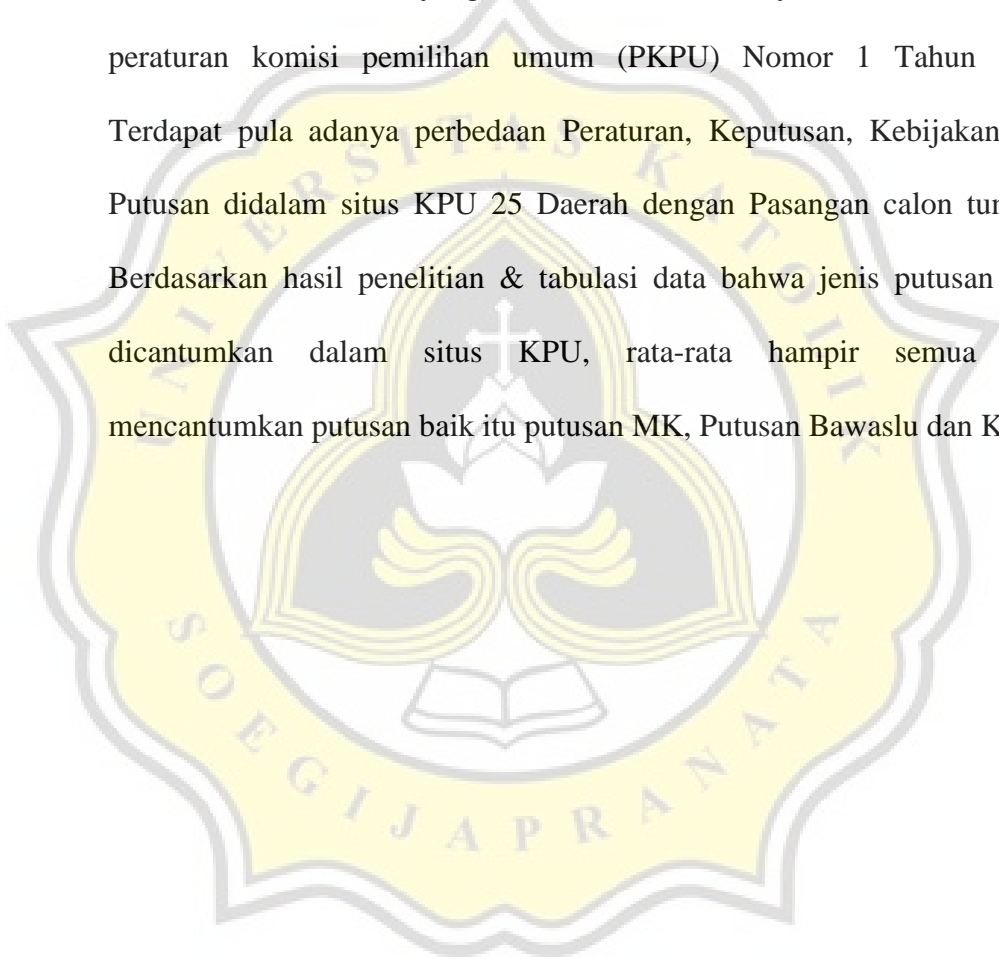 peraturan komisi pemilihan umum (PKPU) Nomor 1 Tahun
Terdapat pula adanya perbedaan Peraturan, Keputusan, Kebijakan
Putusan didalam situs KPU 25 Daerah dengan Pasangan calon
Berdasarkan hasil penelitian & tabulasi data bahwa jenis putusan
dicantumkan dalam situs KPU, rata-rata hampir semua
mencantumkan putusan baik itu putusan MK, Putusan Bawaslu dan
UNIVERSITAS KATOLIK
SOEGIJAPRANATA